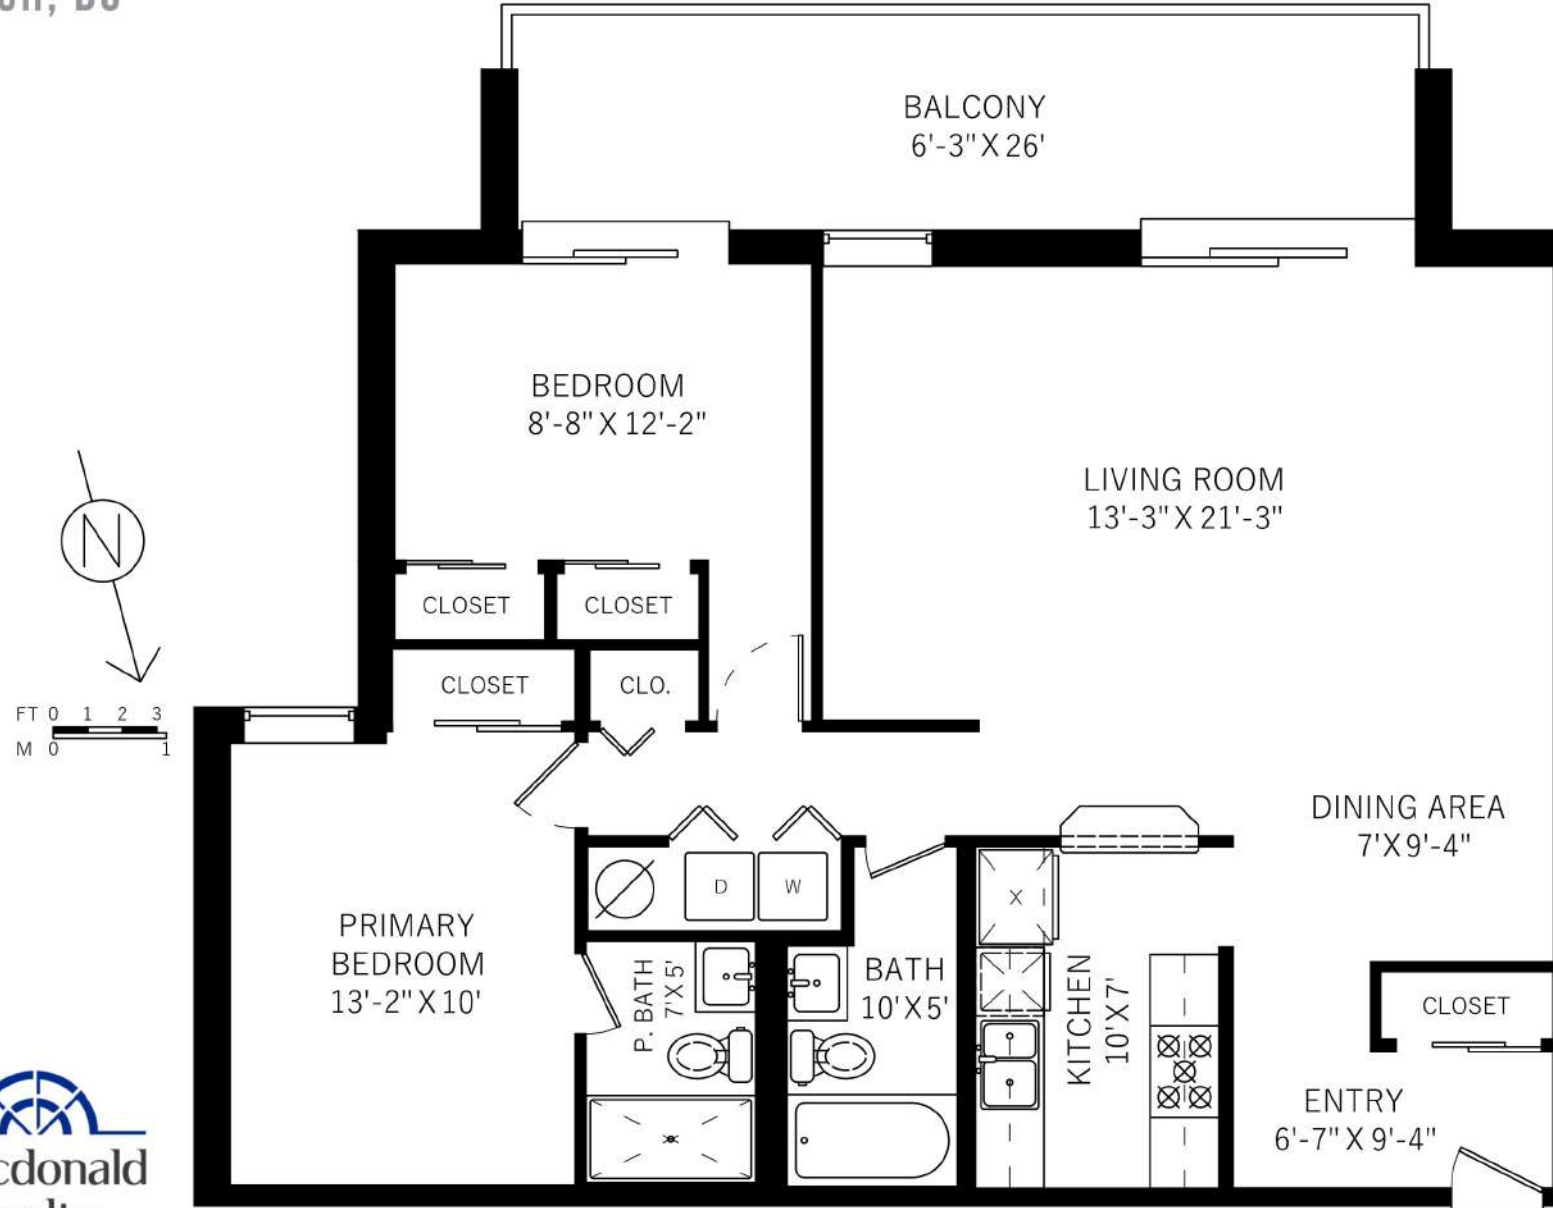 BALCONY
6'-3" X 26'
BEDROOM
8'-8" X 12'-2"
LIVING ROOM
13'-3" X 21'-3"
N
CLOSET
CLOSET
CLOSET
CLO.
FT 0 1 2 3
M 0 1
DINING AREA
7' X 9'-4"
D
W
X
PRIMARY
BEDROOM
13'-2" X 10'
P. BATH
7' X 5'
BATH
10' X 5'
KITCHEN
10' X 7'
CLOSET
ENTRY
6'-7" X 9'-4"